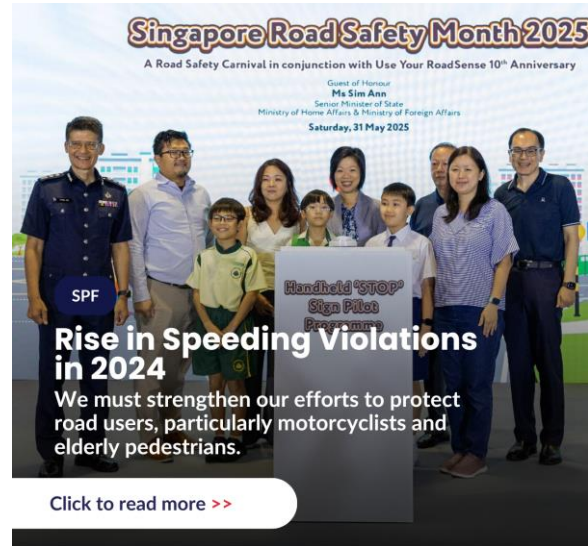 Singapore Road Safety Month 2025
A Road Safety Carnival in conjunction with Use Your RoadSense 10th Anniversary
Guest of Honour
Ms Sim Ann
Senior Minister of State
Ministry of Home Affairs & Ministry of Foreign Affairs
Saturday, 31 May 2025
Handheld 'STOP'
Sign Pilot
Programme
SPF
Rise in Speeding Violations
in 2024
We must strengthen our efforts to protect
road users, particularly motorcyclists and
elderly pedestrians.
Click to read more >>